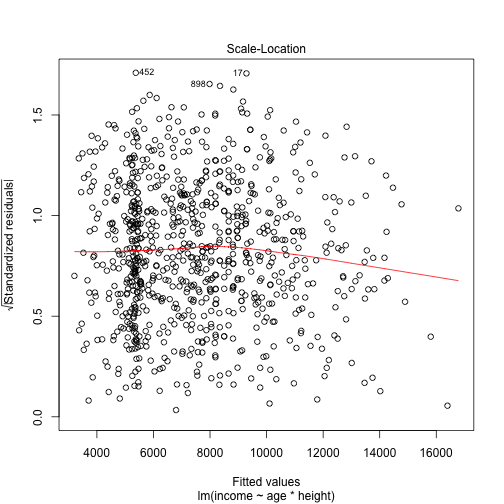 Scale-Location
452
17
898
√|Standardized residuals|
1.5
1.0
0.5
0.0
4000 6000 8000 10000 12000 14000 16000
Fitted values
lm(income ~ age * height)